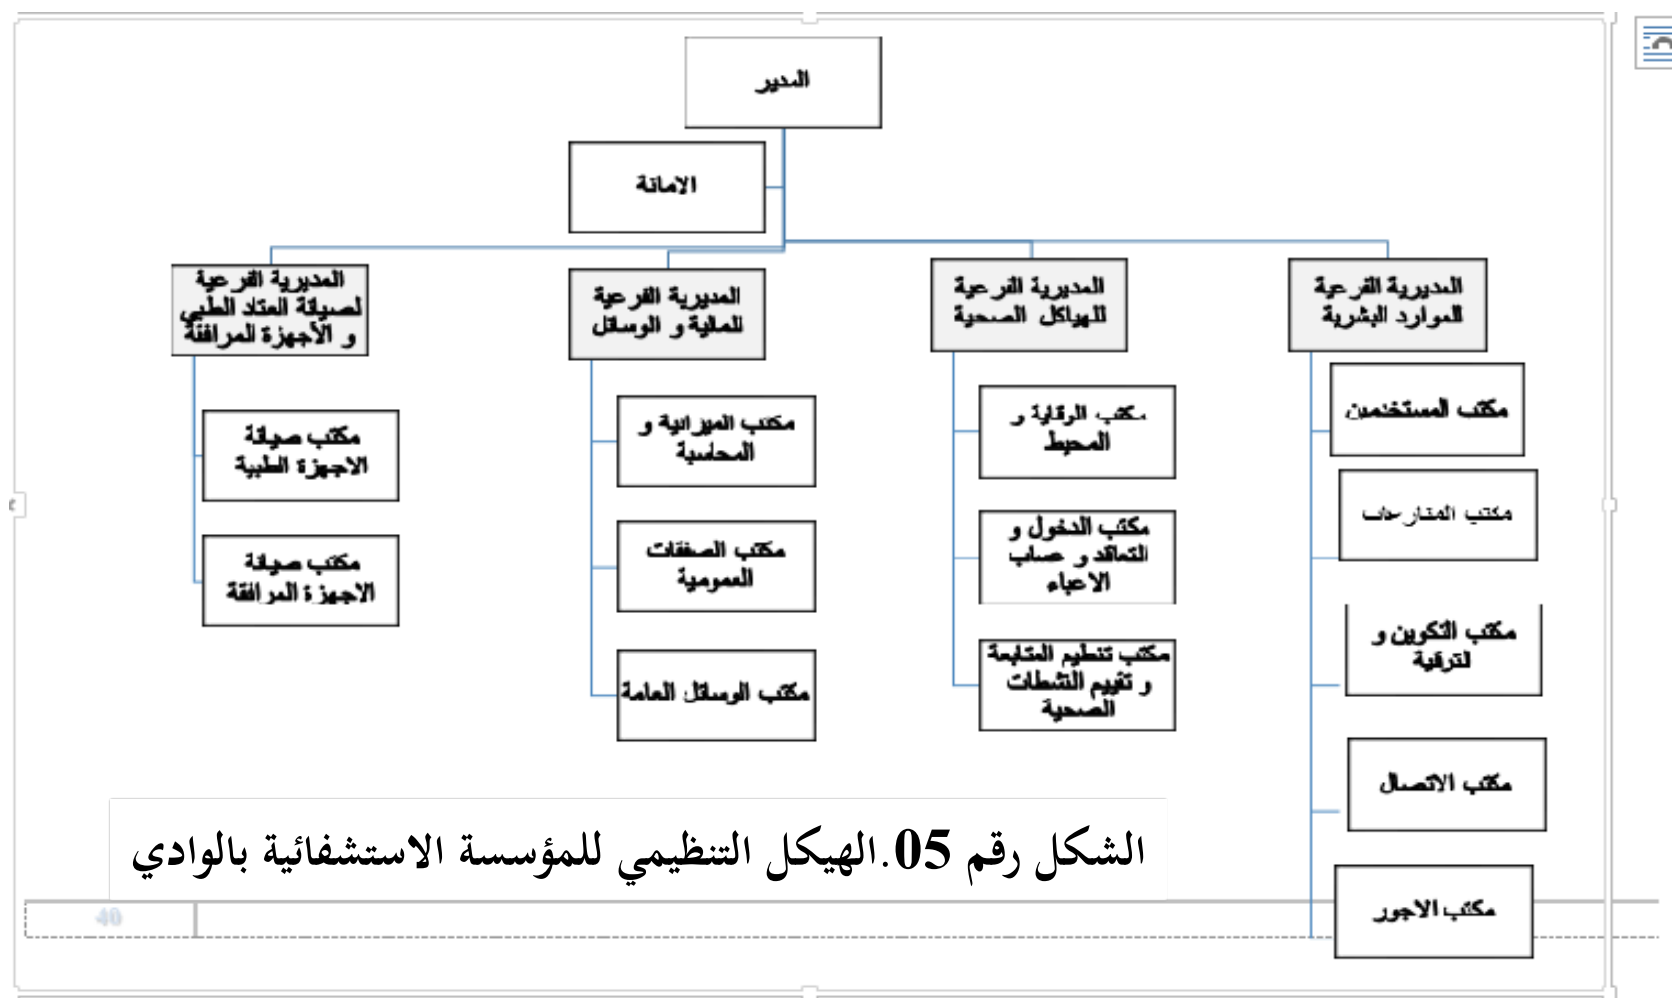 المدير
الامانة
المديرية الفرعية
للموارد البشرية
المديرية الفرعية
للهياكل الصحية
المديرية الفرعية
للمالية و الوسائل
المديرية الفرعية
لصيانة العتاد الطبي
و الأجهزة المرافقة
مكتب المستخدمين
مكتب المنازعات
مكتب التكوين و
لترقية
مكتب الاتصال
مكتب الاجور
مكتب الوقاية و
المحيط
مكتب الدخول و
التعاقد و حساب
الاعباء
مكتب تنظيم المتابعة
و تقييم النشطات
الصحية
مكتب الميزانية و
المحاسبة
مكتب الصفقات
العمومية
مكتب الوسائل العامة
مكتب صيانة
الاجهزة الطبية
مكتب صيانة
الاجهزة المرافقة
الشكل رقم 05.الهيكل التنظيمي للمؤسسة الاستشفائية بالوادي
40